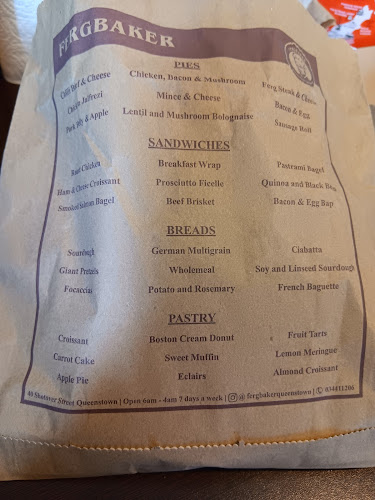 FERGBAKER
PIES
Cold Beef & Cheese Chicken, Bacon & Mushroom Ferg Steak & Cheese
Chicken Jalfrezi Mince & Cheese Bacon & Egg
Pork Belly & Apple Lentil and Mushroom Bolognaise Sausage Roll
SANDWICHES
Roast Chicken Breakfast Wrap Pastrami Bagel
Ham & Cheese Croissant Prosciutto Ficelle Quinoa and Black Bean
Smoked Salmon Bagel Beef Brisket Bacon & Egg Bap
BREADS
Sourdough German Multigrain Ciabatta
Giant Pretzels Wholemeal Soy and Linseed Sourdough
Focaccias Potato and Rosemary French Baguette
PASTRY
Croissant Boston Cream Donut Fruit Tarts
Carrot Cake Sweet Muffin Lemon Meringue
Apple Pie Eclairs Almond Croissant
40 Shotover Street Queenstown | Open 6am - 4am 7 days a week | @ fergbakerqueenstown | 034411206